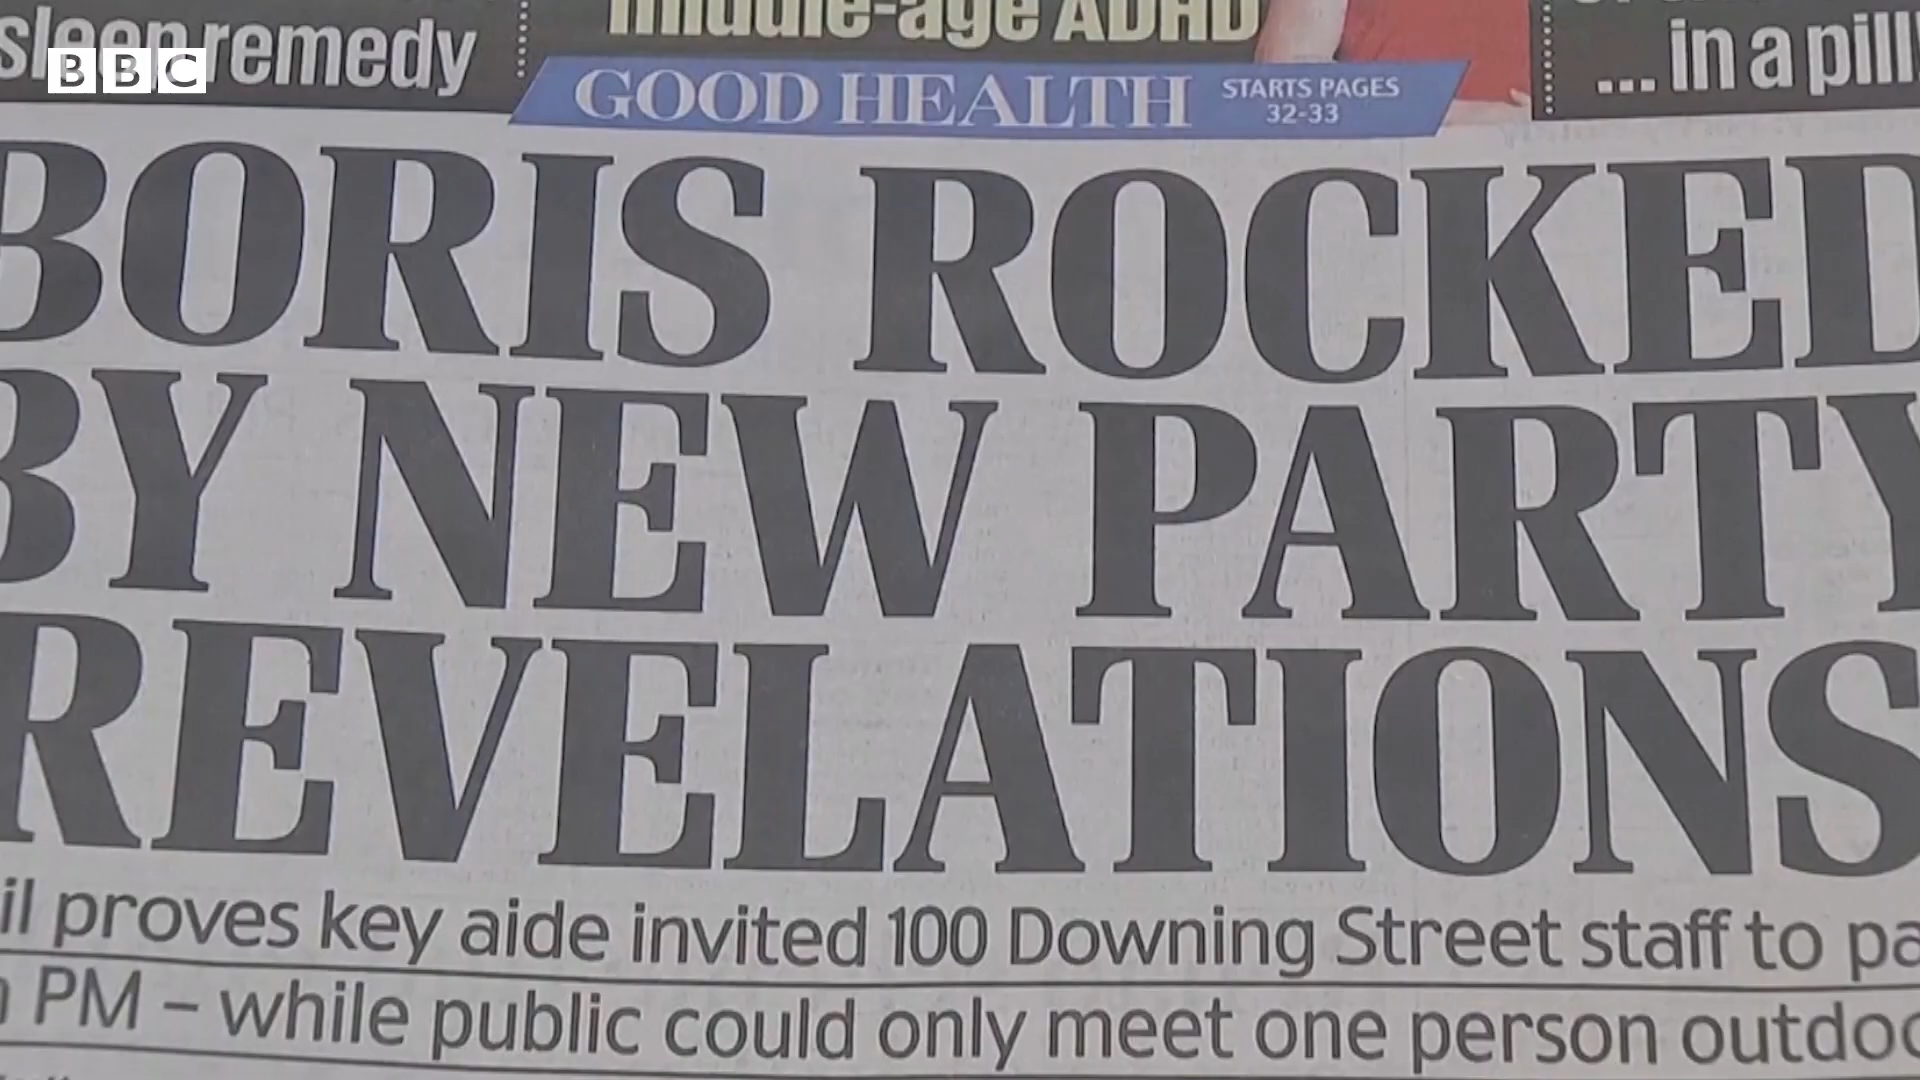 sleep remedy
middle-age ADHD
... in a pill
BBC
GOOD HEALTH
STARTS PAGES
32-33
BORIS ROCKED
BY NEW PARTY
REVELATIONS
il proves key aide invited 100 Downing Street staff to pa
PM – while public could only meet one person outdoo